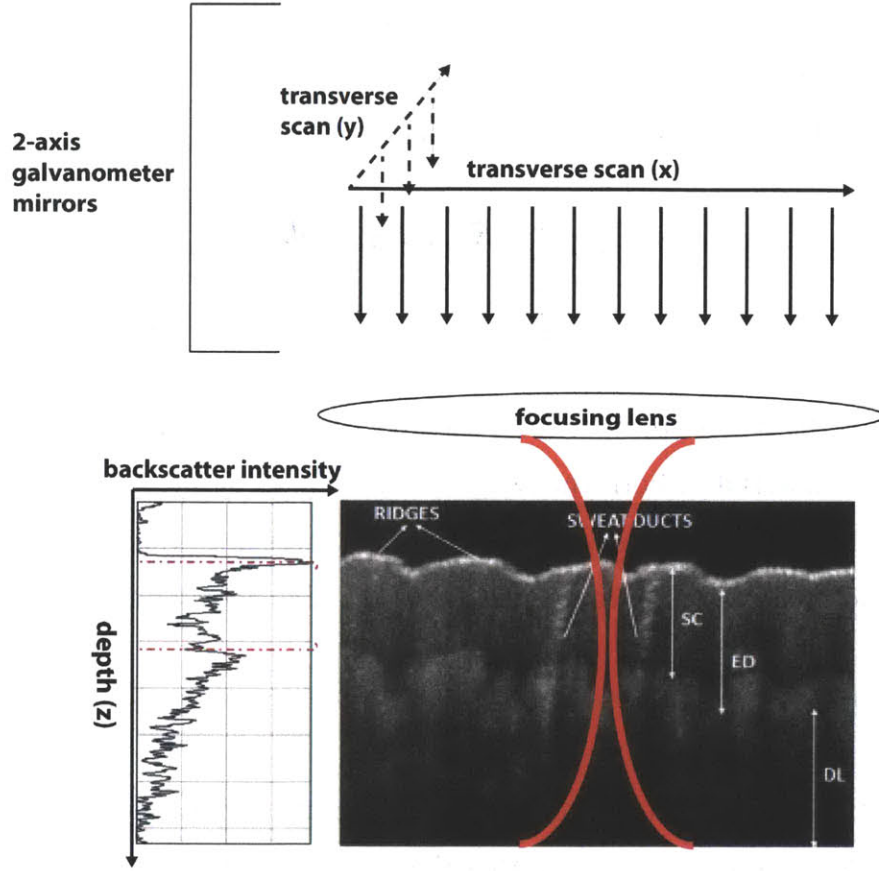 transverse
scan (y)
2-axis
galvanometer
mirrors
transverse scan (x)
focusing lens
backscatter intensity
depth (z)
RIDGES
SWEAT DUCTS
SC
ED
DL